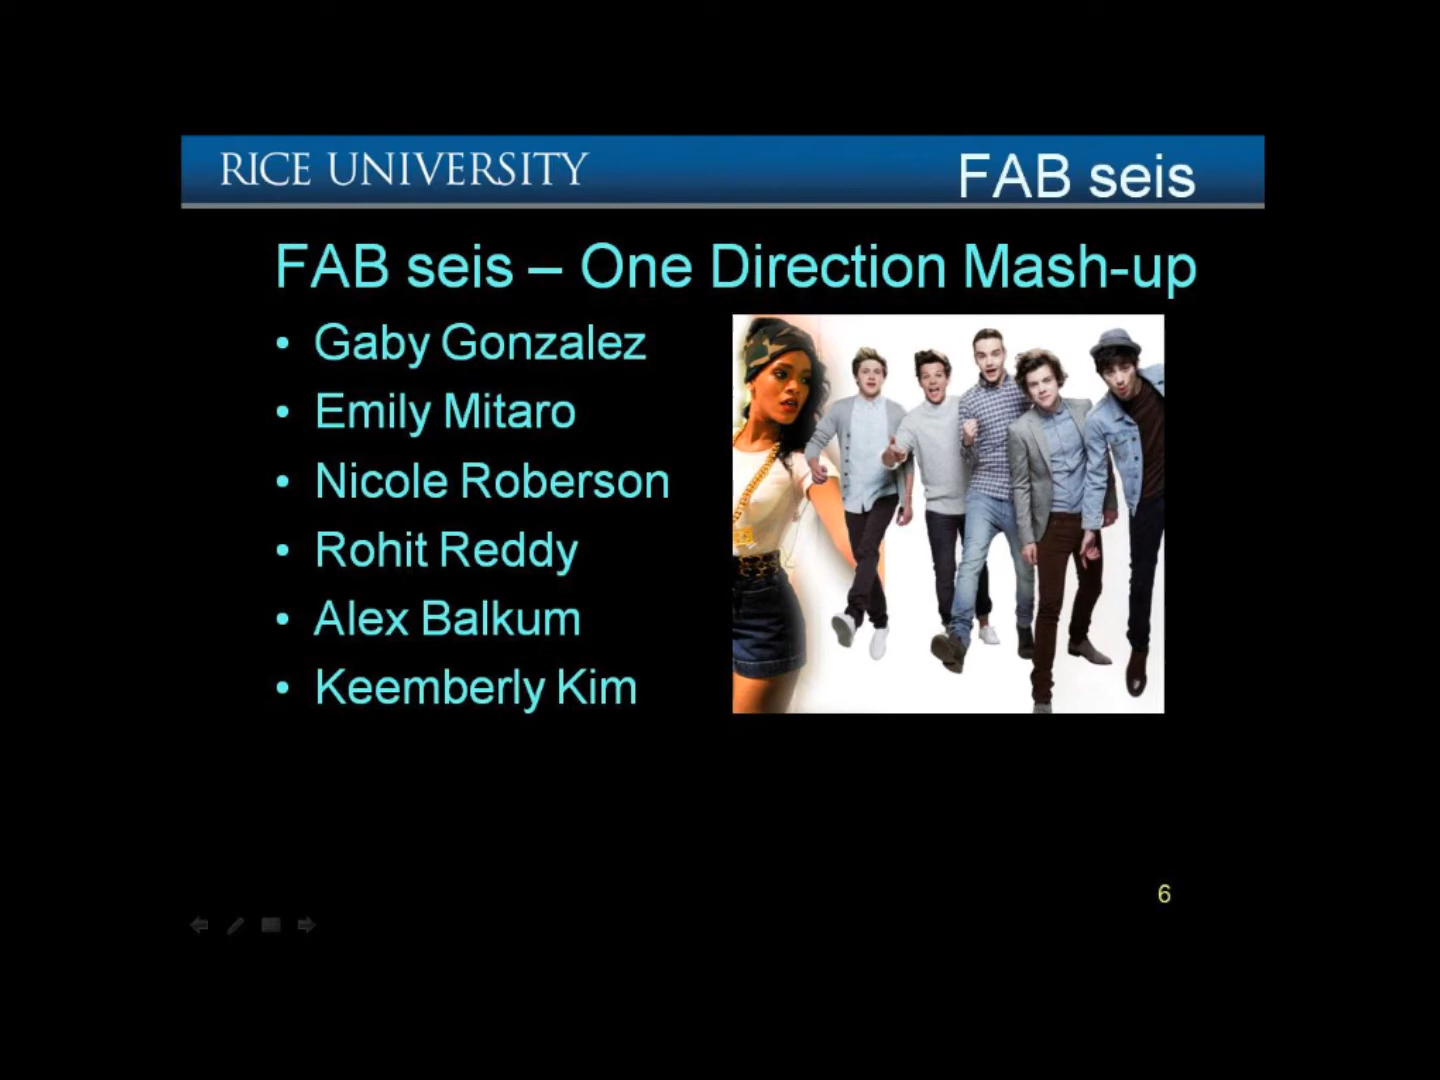 RICE UNIVERSITY
FAB seis
FAB seis – One Direction Mash-up
• Gaby Gonzalez
• Emily Mitaro
• Nicole Roberson
• Rohit Reddy
• Alex Balkum
• Keemberly Kim
6